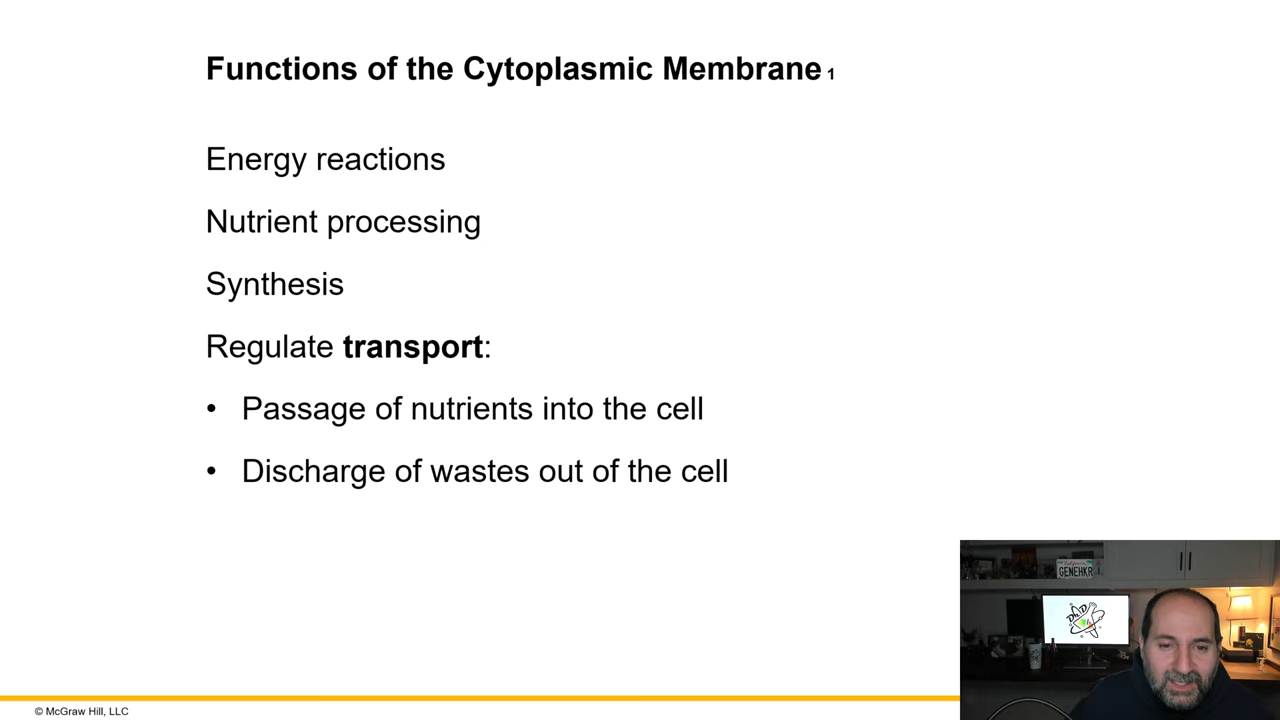 Functions of the Cytoplasmic Membrane 1
Energy reactions
Nutrient processing
Synthesis
Regulate transport:
• Passage of nutrients into the cell
• Discharge of wastes out of the cell
GENEHKR
© McGraw Hill, LLC